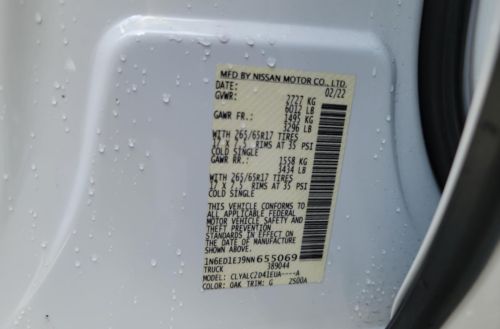 MFD BY NISSAN MOTOR CO., LTD.
DATE: 02/22
GVWR: 2727 KG
6012 LB
GAWR FR.: 1495 KG
3296 LB
WITH 265/65R17 TIRES
17 X 7.5 RIMS AT 35 PSI
COLD SINGLE
GAWR RR.: 1558 KG
3434 LB
WITH 265/65R17 TIRES
17 X 7.5 RIMS AT 35 PSI
COLD SINGLE
THIS VEHICLE CONFORMS TO
ALL APPLICABLE FEDERAL
MOTOR VEHICLE SAFETY
STANDARDS IN EFFECT ON
THE DATE OF MANUFACTURE
SHOWN ABOVE.
1N6ED1EJ9NN 655069
TRUCK 389044
MODEL: CLYALC2D41EUA----A
COLOR: OAK TRIM: G 2500A